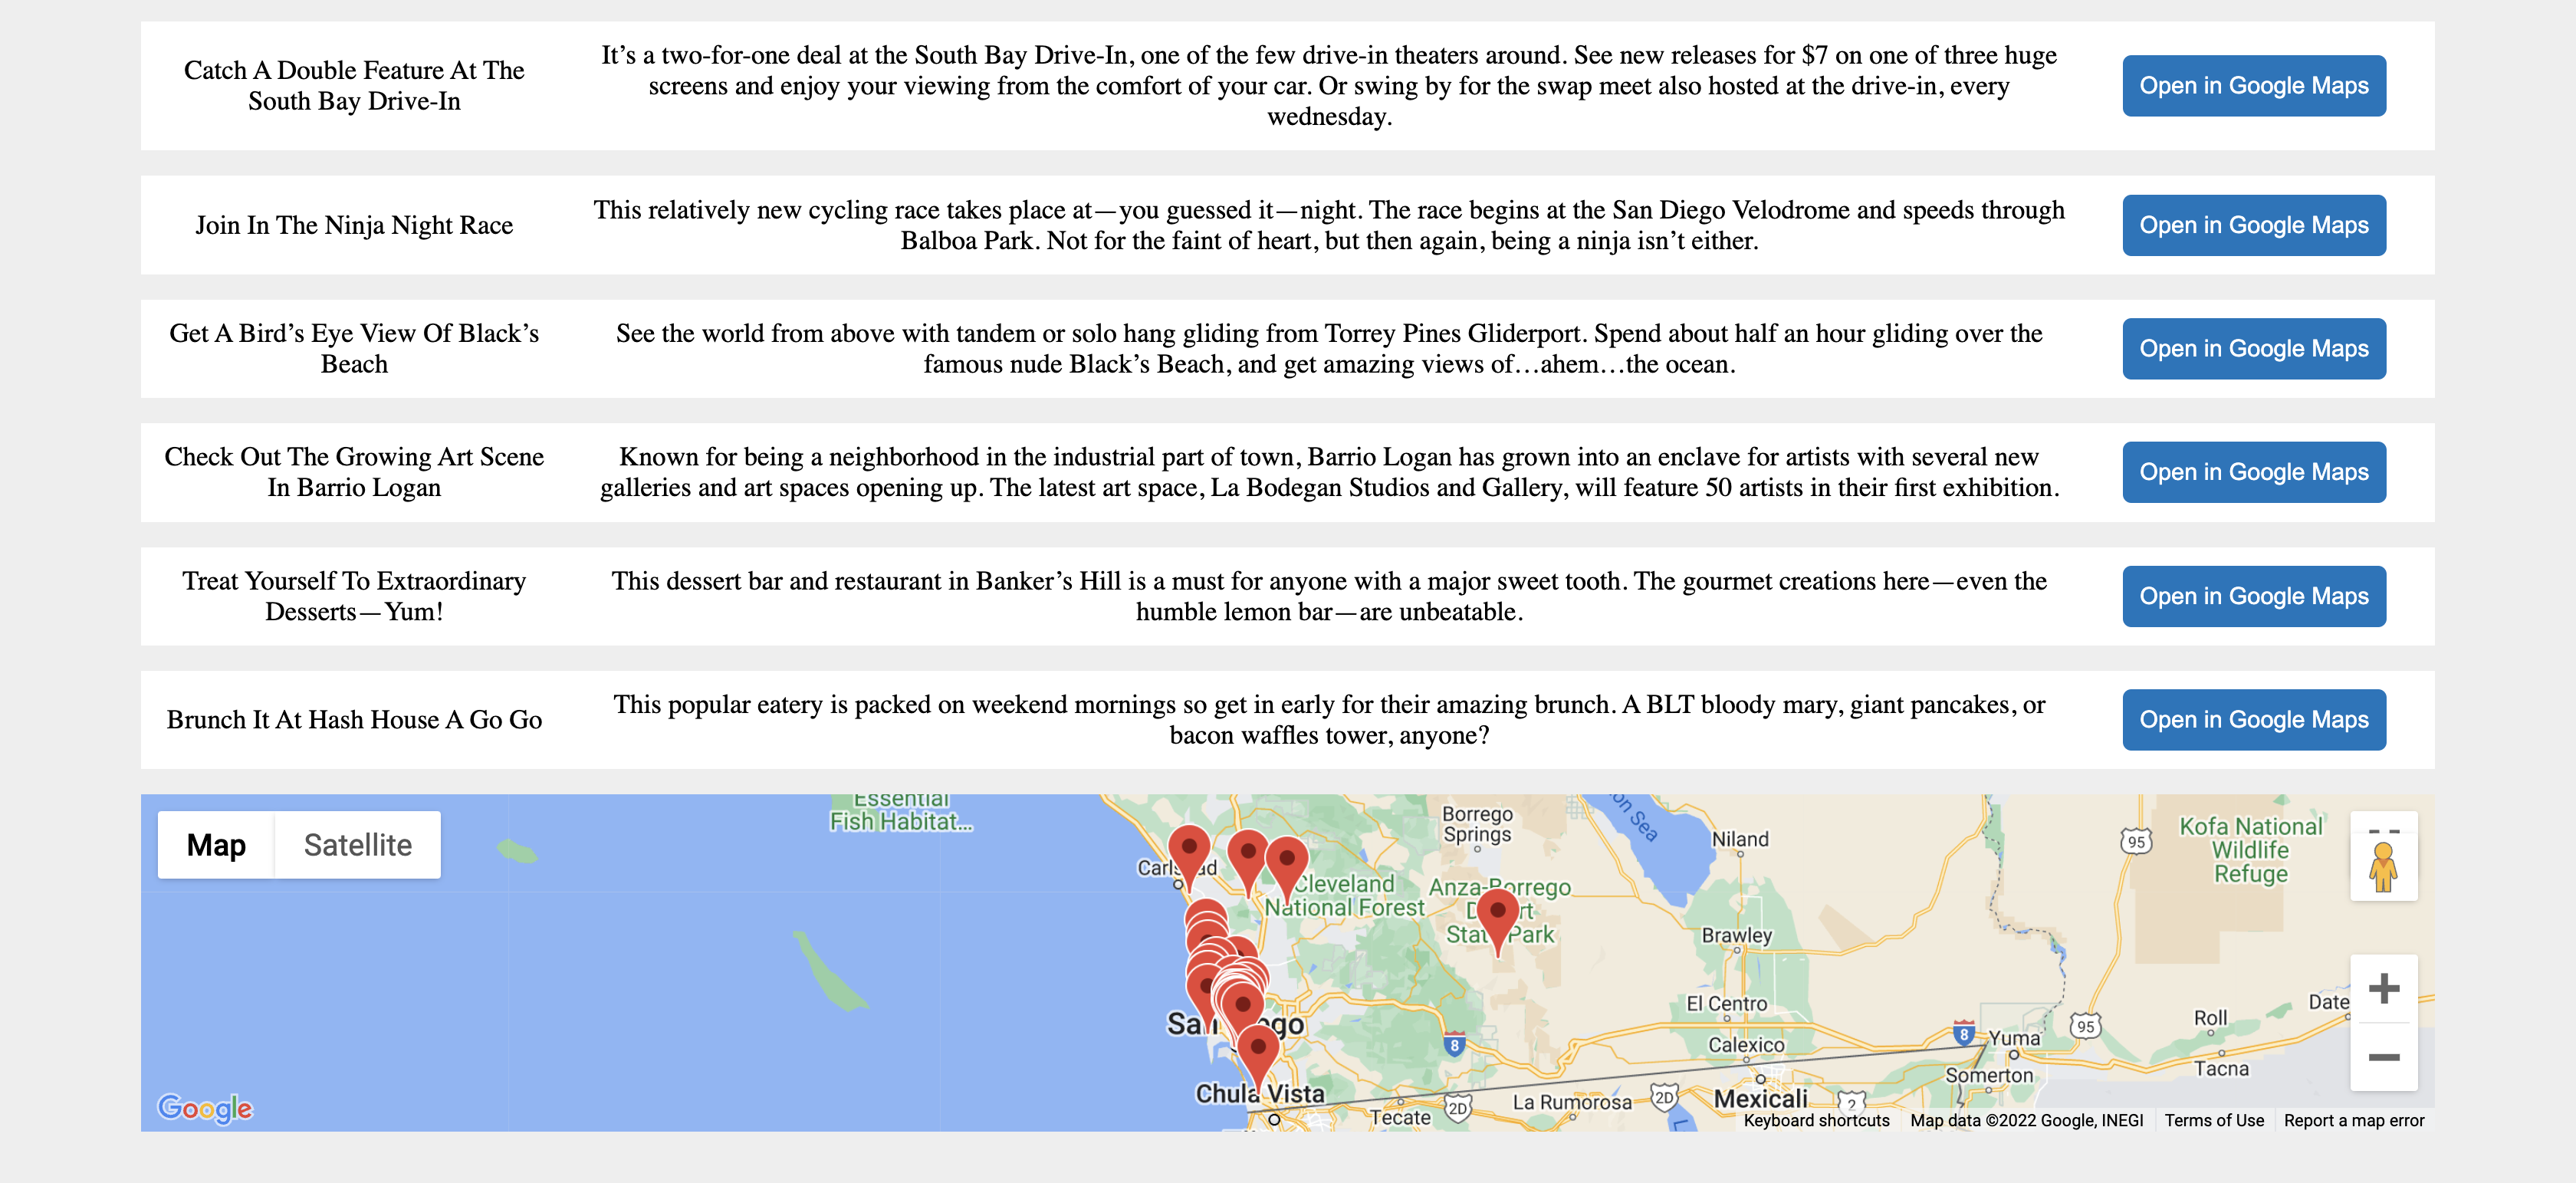 Catch A Double Feature At The
South Bay Drive-In
It’s a two-for-one deal at the South Bay Drive-In, one of the few drive-in theaters around. See new releases for $7 on one of three huge
screens and enjoy your viewing from the comfort of your car. Or swing by for the swap meet also hosted at the drive-in, every
wednesday.
Open in Google Maps
Join In The Ninja Night Race
This relatively new cycling race takes place at—you guessed it—night. The race begins at the San Diego Velodrome and speeds through
Balboa Park. Not for the faint of heart, but then again, being a ninja isn’t either.
Open in Google Maps
Get A Bird’s Eye View Of Black’s
Beach
See the world from above with tandem or solo hang gliding from Torrey Pines Gliderport. Spend about half an hour gliding over the
famous nude Black’s Beach, and get amazing views of…ahem…the ocean.
Open in Google Maps
Check Out The Growing Art Scene
In Barrio Logan
Known for being a neighborhood in the industrial part of town, Barrio Logan has grown into an enclave for artists with several new
galleries and art spaces opening up. The latest art space, La Bodegan Studios and Gallery, will feature 50 artists in their first exhibition.
Open in Google Maps
Treat Yourself To Extraordinary
Desserts—Yum!
This dessert bar and restaurant in Banker’s Hill is a must for anyone with a major sweet tooth. The gourmet creations here—even the
humble lemon bar—are unbeatable.
Open in Google Maps
Brunch It At Hash House A Go Go
This popular eatery is packed on weekend mornings so get in early for their amazing brunch. A BLT bloody mary, giant pancakes, or
bacon waffles tower, anyone?
Open in Google Maps
Map
Satellite
Essential
Fish Habitat...
Borrego
Springs
on Sea
Niland
95
Kofa National
Wildlife
Refuge
Cleveland
National Forest
Anza-Borrego
Park
Brawley
El Centro
Calexico
8
8
Yuma
95
Roll
Tacna
Date
Somerton
Chula Vista
Tecate
2D
La Rumorosa
2D
Mexicali
2
Google
Keyboard shortcuts
Map data ©2022 Google, INEGI
Terms of Use
Report a map error